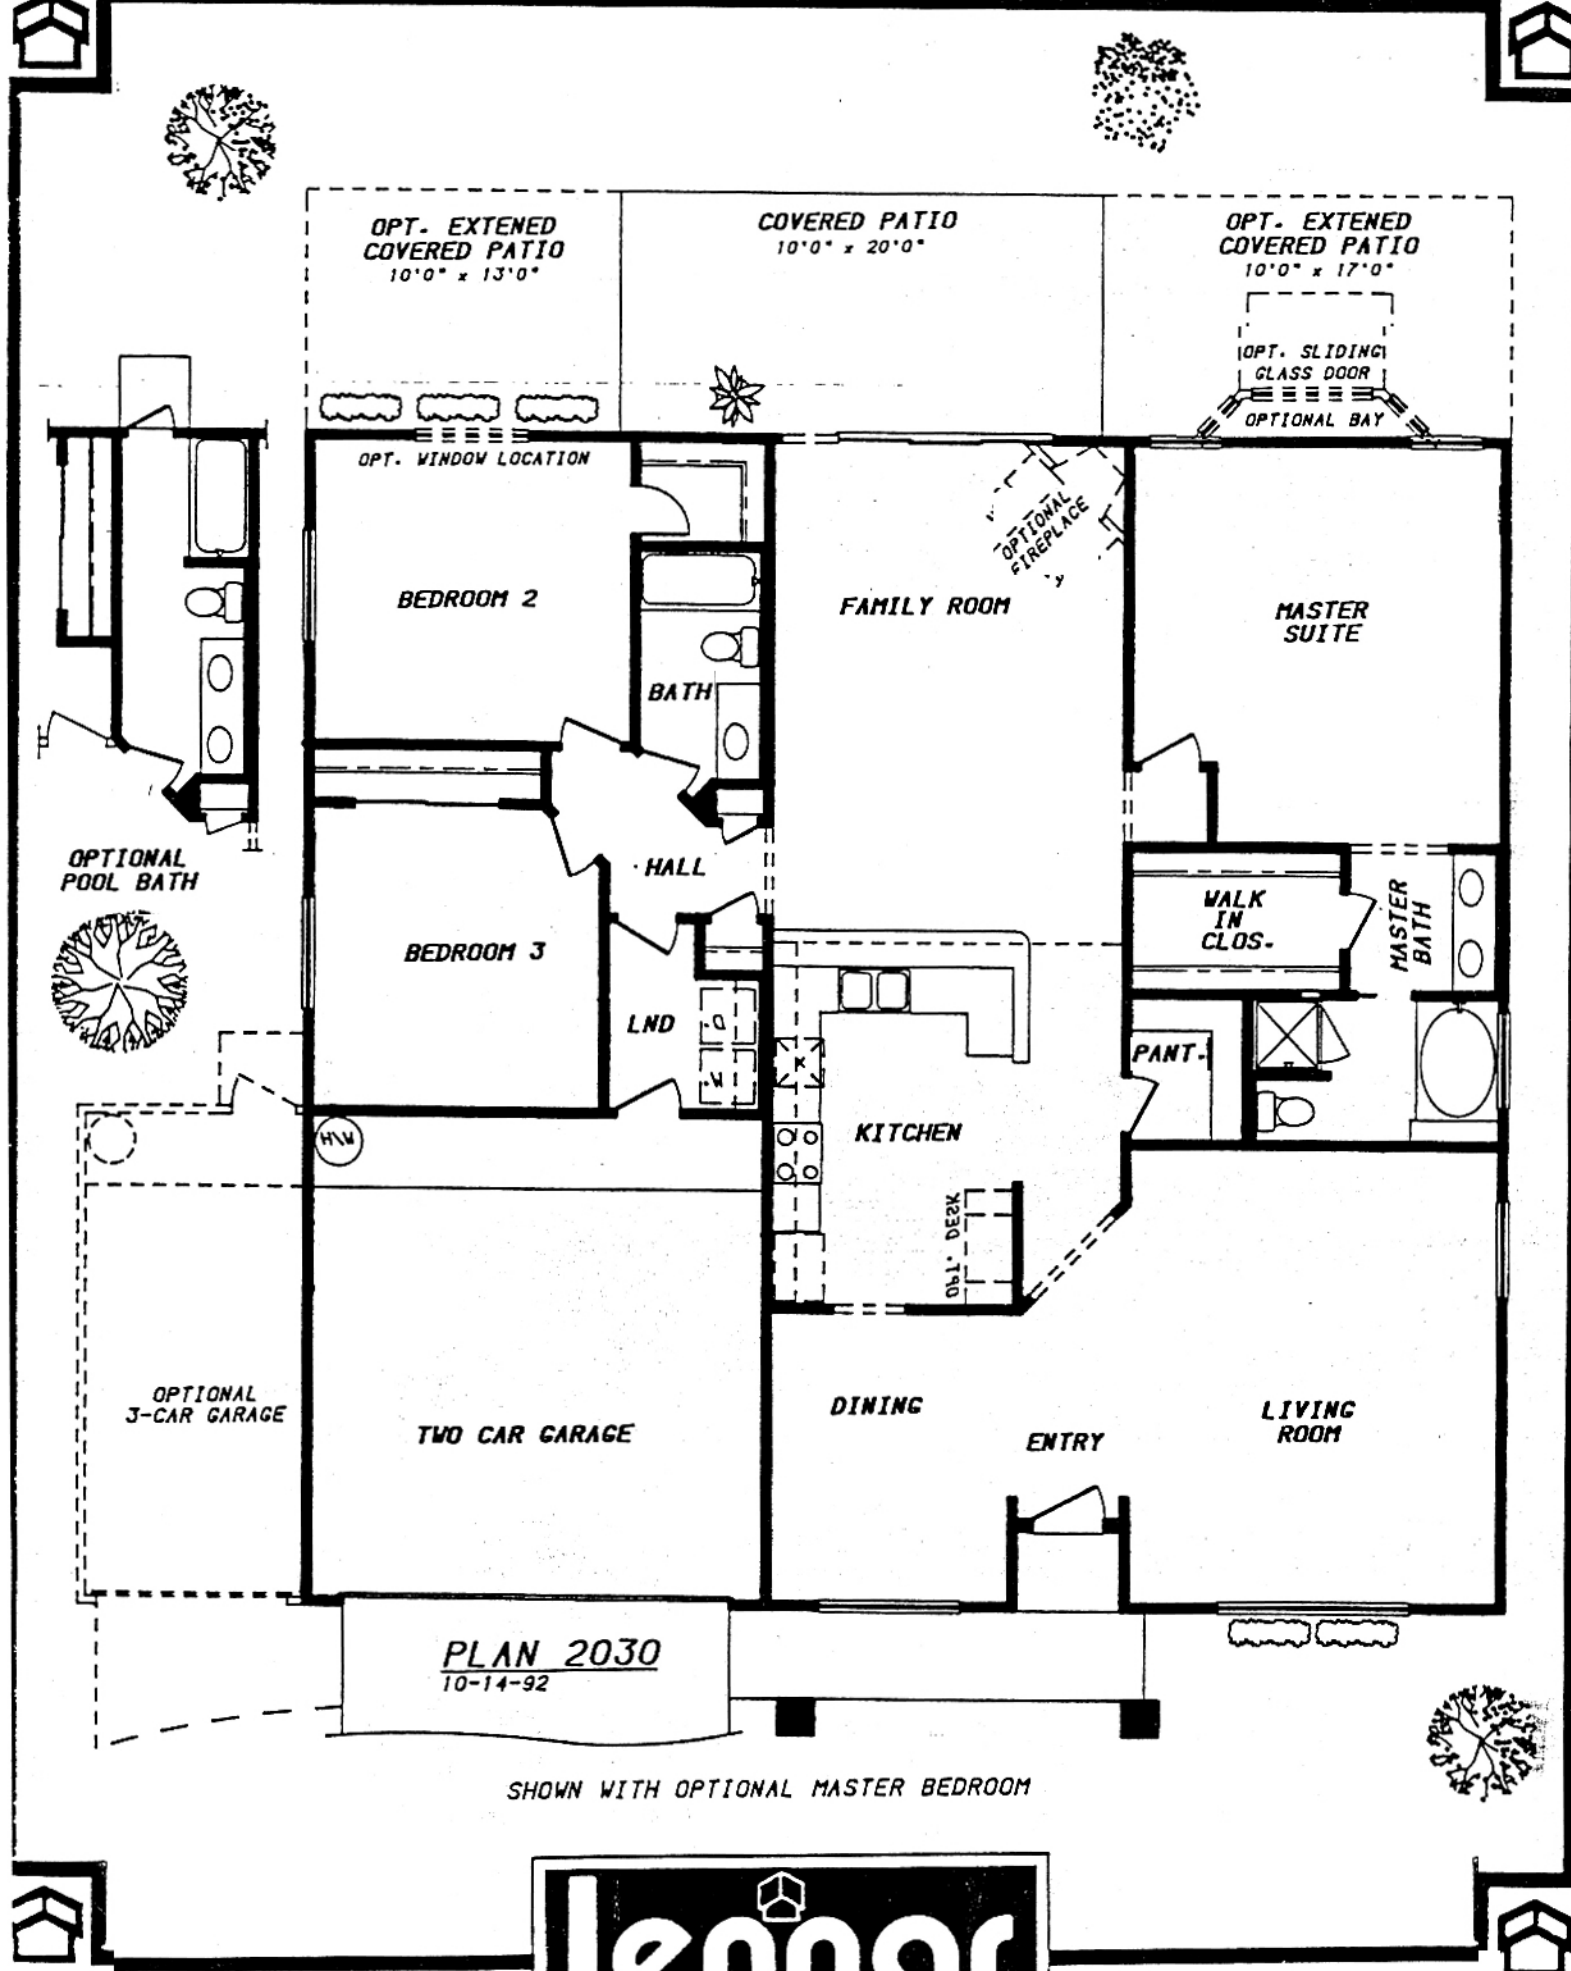 OPT. EXTENED
COVERED PATIO
10'0" x 13'0"
COVERED PATIO
10'0" x 20'0"
OPT. EXTENED
COVERED PATIO
10'0" x 17'0"
OPT. SLIDING
GLASS DOOR
OPTIONAL BAY
OPT. WINDOW LOCATION
OPTIONAL
FIREPLACE
BEDROOM 2
FAMILY ROOM
MASTER
SUITE
BATH
OPTIONAL
POOL BATH
HALL
WALK
IN
CLOS.
MASTER
BATH
BEDROOM 3
LND
D
W
PANT.
KITCHEN
H\W
OPT. DESK
OPTIONAL
3-CAR GARAGE
TWO CAR GARAGE
DINING
ENTRY
LIVING
ROOM
PLAN 2030
10-14-92
SHOWN WITH OPTIONAL MASTER BEDROOM
lennar